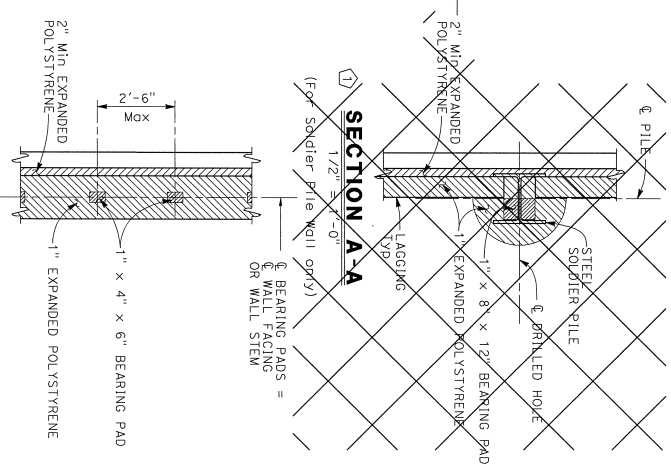 2" Min EXPANDED
POLYSTYRENE
2'-6"
Max
1" EXPANDED POLYSTYRENE
1" x 4" x 6" BEARING PAD
℄ BEARING PADS =
℄ WALL FACING
OR WALL STEM
1
SECTION A-A
1/2" = 1'-0"
(For Soldier Pile Wall only)
2" Min EXPANDED
POLYSTYRENE
℄ PILE
LAGGING
Typ
1" EXPANDED POLYSTYRENE
1" x 8" x 12" BEARING PAD
℄ DRILLED HOLE
STEEL
SOLDIER PILE